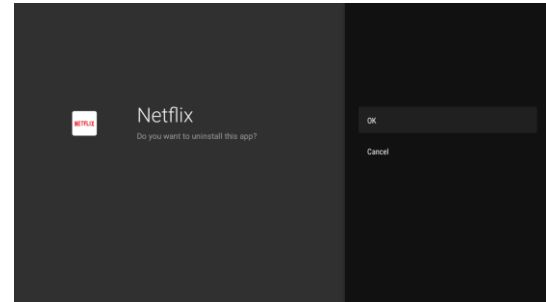 NETFLIX
Netflix
Do you want to uninstall this app?
OK
Cancel